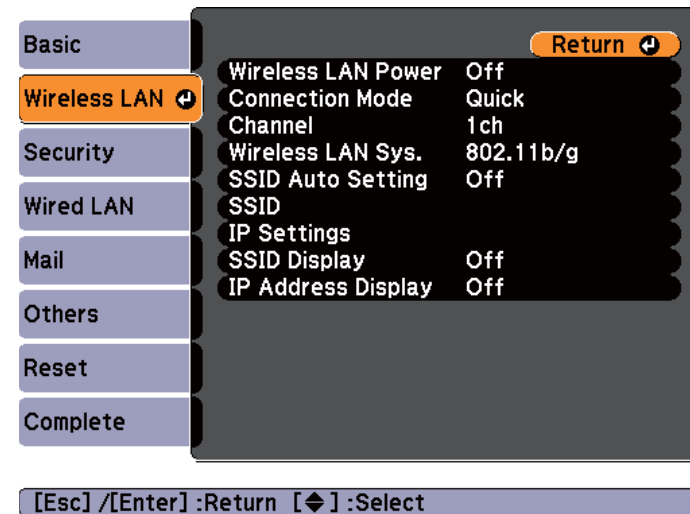 Basic
Wireless LAN
Security
Wired LAN
Mail
Others
Reset
Complete
Return
Wireless LAN Power Off
Connection Mode Quick
Channel 1ch
Wireless LAN Sys. 802.11b/g
SSID Auto Setting Off
SSID
IP Settings
SSID Display Off
IP Address Display Off
[Esc] /[Enter] :Return [◆] :Select